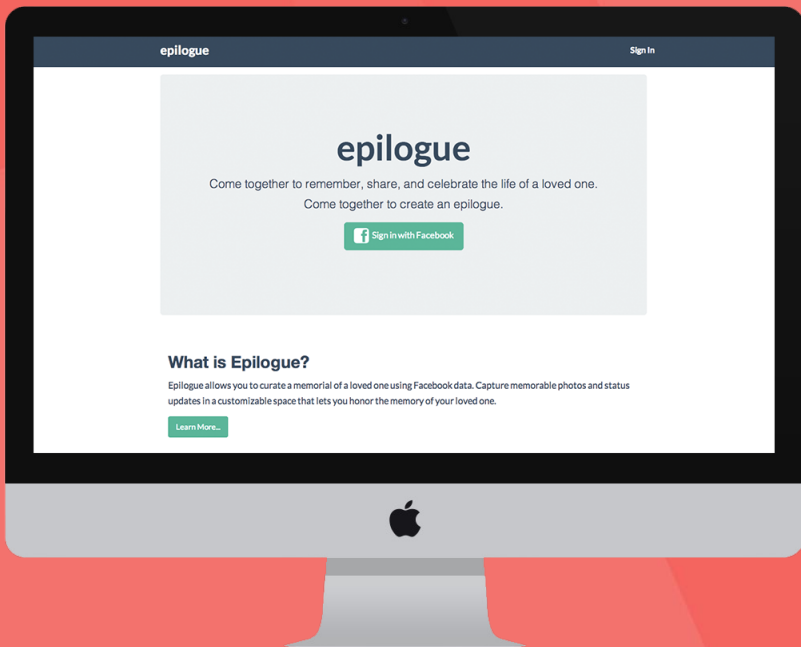 epilogue
Sign In
epilogue
Come together to remember, share, and celebrate the life of a loved one.
Come together to create an epilogue.
Sign in with Facebook
What is Epilogue?
Epilogue allows you to curate a memorial of a loved one using Facebook data. Capture memorable photos and status
updates in a customizable space that lets you honor the memory of your loved one.
Learn More...